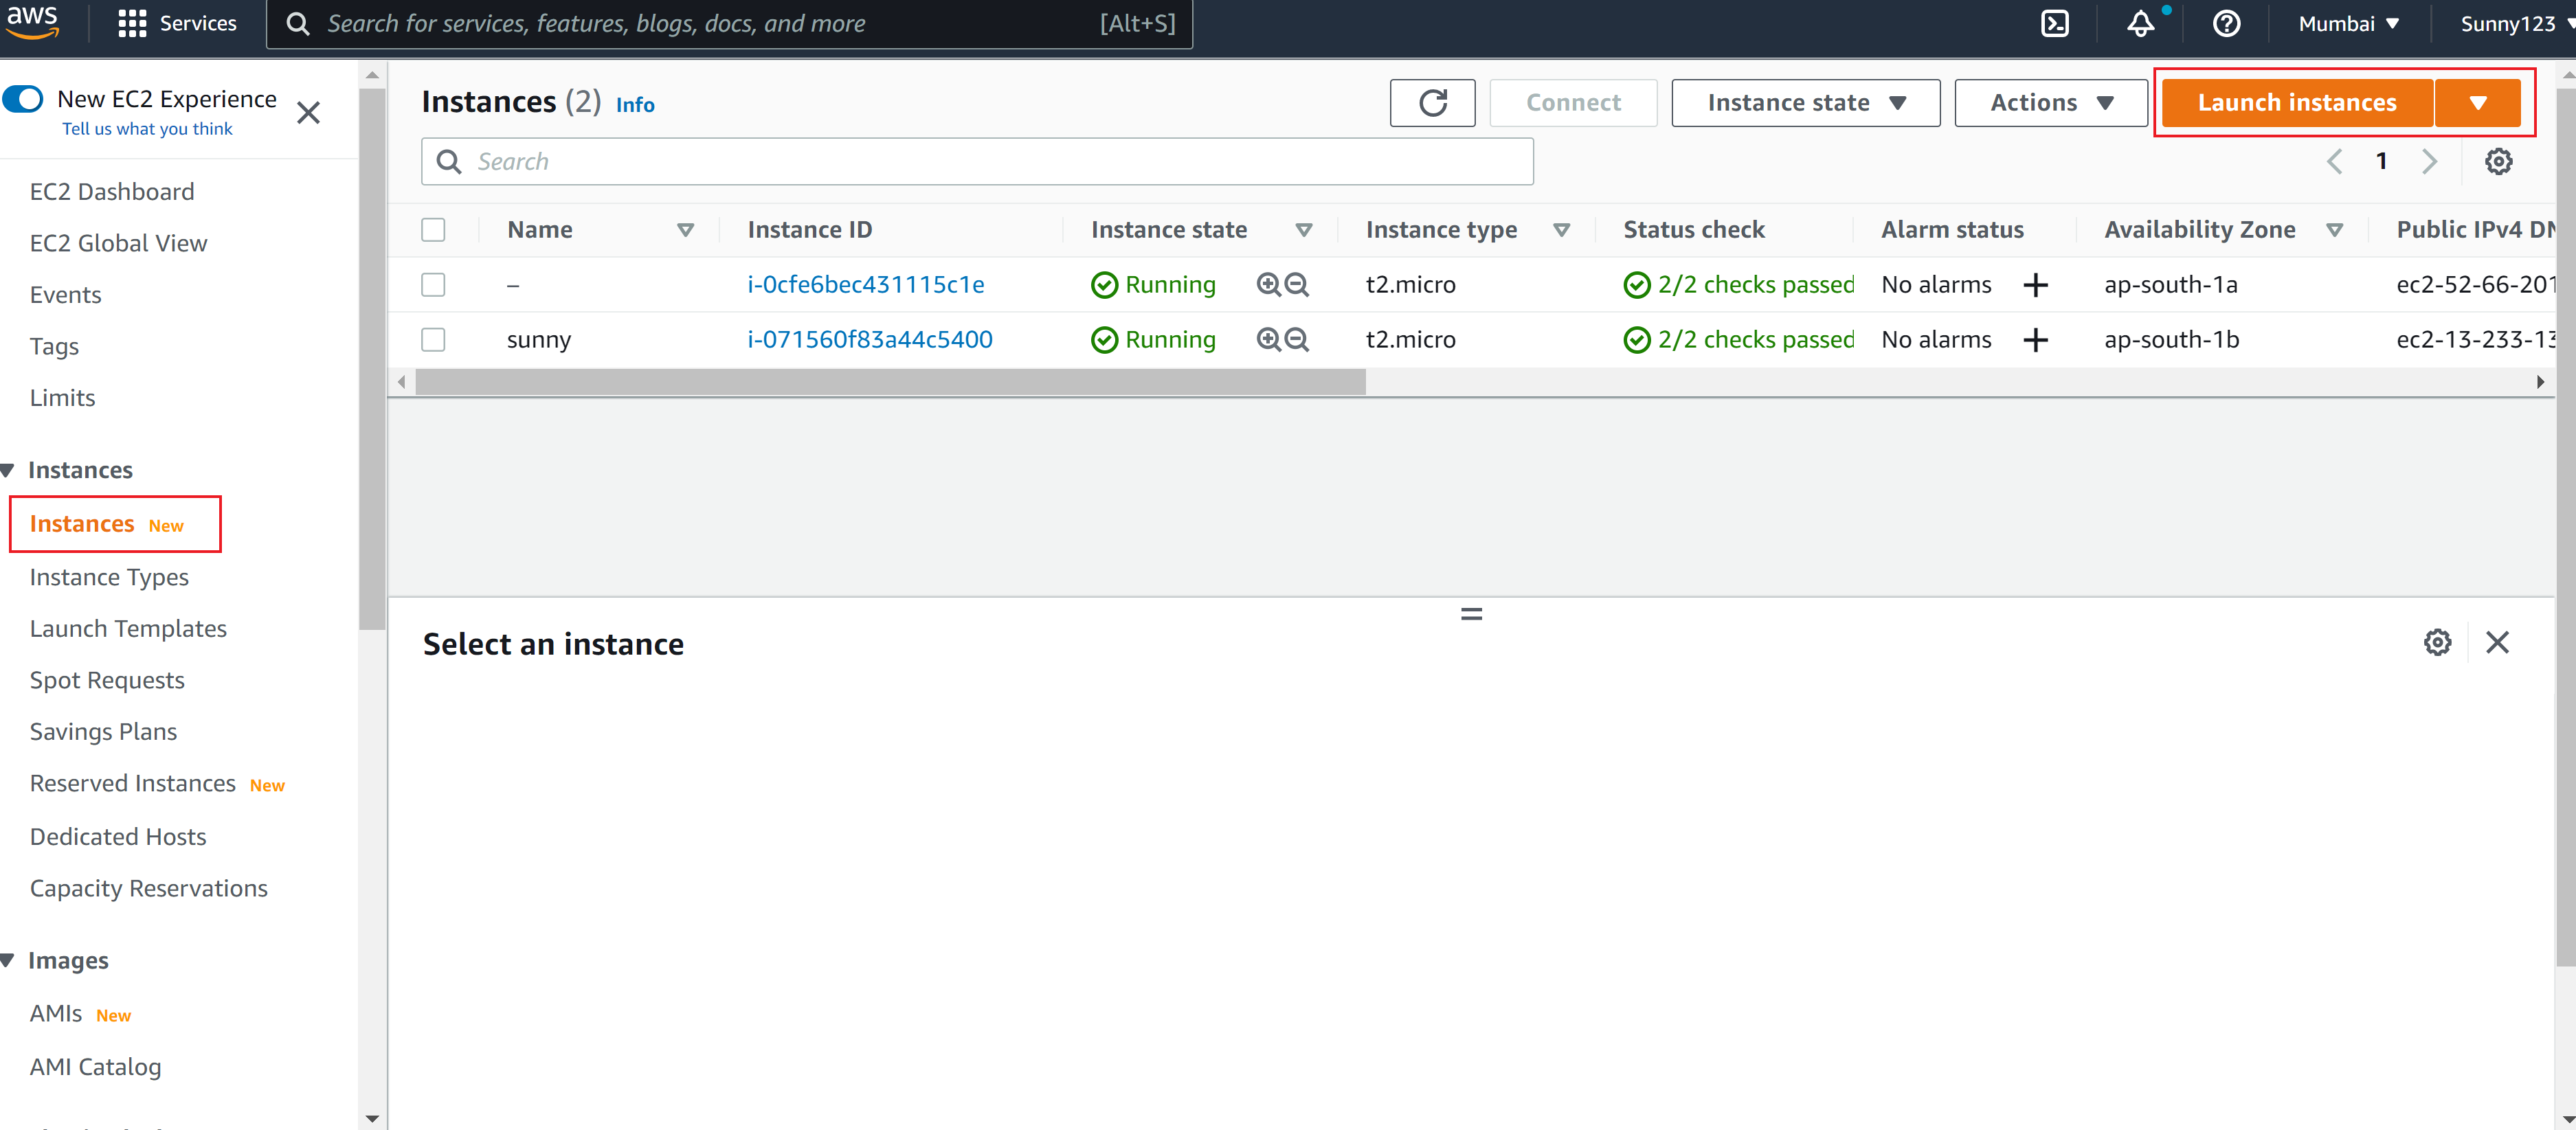 aws
Services
Search for services, features, blogs, docs, and more
[Alt+S]
Mumbai
Sunny123
New EC2 Experience
Tell us what you think
EC2 Dashboard
EC2 Global View
Events
Tags
Limits
Instances
Instances New
Instance Types
Launch Templates
Spot Requests
Savings Plans
Reserved Instances New
Dedicated Hosts
Capacity Reservations
Images
AMIs New
AMI Catalog
Instances (2) Info
Connect
Instance state
Actions
Launch instances
Search
1
Name Instance ID Instance state Instance type Status check Alarm status Availability Zone Public IPv4 DN
– i-0cfe6bec431115c1e Running t2.micro 2/2 checks passed No alarms + ap-south-1a ec2-52-66-201
sunny i-071560f83a44c5400 Running t2.micro 2/2 checks passed No alarms + ap-south-1b ec2-13-233-13
Select an instance